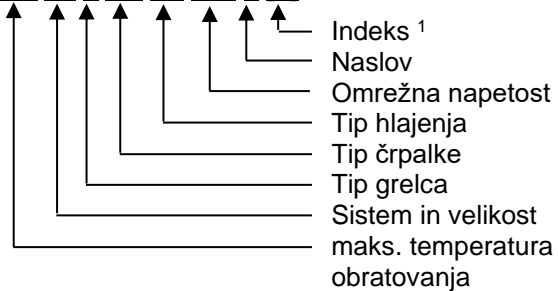 Indeks ¹
Naslov
Omrežna napetost
Tip hlajenja
Tip črpalke
Tip grelca
Sistem in velikost
maks. temperatura
obratovanja